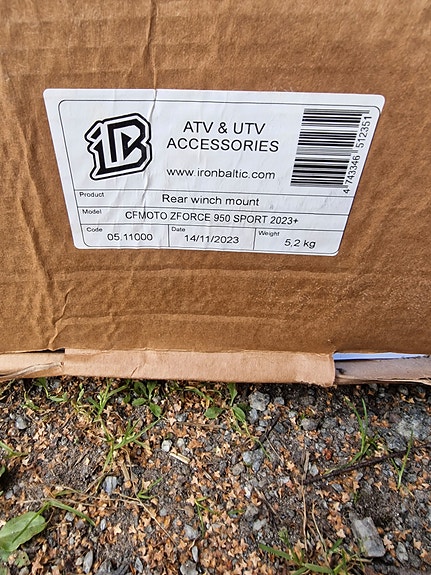 IB
ATV & UTV
ACCESSORIES
www.ironbaltic.com
4 743346 512351
Product Rear winch mount
Model CFMOTO ZFORCE 950 SPORT 2023+
Code 05.11000 Date 14/11/2023 Weight 5,2 kg